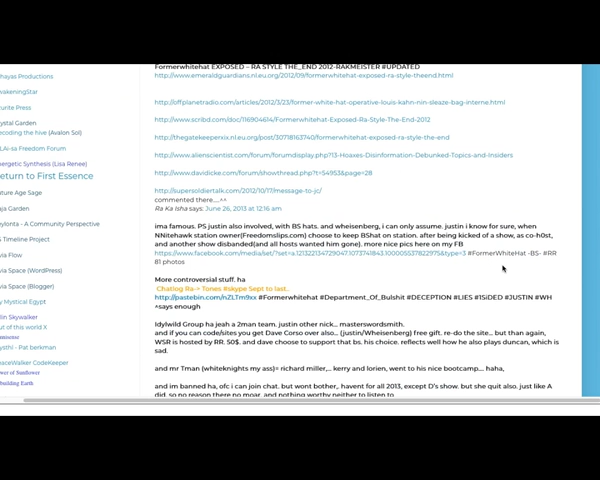 hayas Productions
wakeningStar
urite Press
ystal Garden
ecoding the hive (Avalon Sol)
LAi-sa Freedom Forum
nergetic Synthesis (Lisa Renee)
eturn to First Essence
uture Age Sage
aja Garden
eylonta - A Community Perspective
S Timeline Project
via Flow
via Space (WordPress)
via Space (Blogger)
y Mystical Egypt
lin Skywalker
ut of this world X
ysthi - Pat berkman
paceWalker CodeKeeper
wer of Sunflower
building Earth
Formerwhitehat EXPOSED – RA STYLE THE_END 2012-RAKMEISTER #UPDATED
http://www.emeraldguardians.nl.eu.org/2012/09/formerwhitehat-exposed-ra-style-theend.html
http://offplanetradio.com/articles/2012/3/23/former-white-hat-operative-louis-kahn-nin-sleaze-bag-interne.html
http://www.scribd.com/doc/116904614/Formerwhitehat-Exposed-Ra-Style-The-End-2012
http://thegatekeeperxix.nl.eu.org/post/30718163740/formerwhitehat-exposed-ra-style-the-end
http://www.alienscientist.com/forum/forumdisplay.php?13-Hoaxes-Disinformation-Debunked-Topics-and-Insiders
http://www.davidicke.com/forum/showthread.php?t=54953&page=28
http://supersoldiertalk.com/2012/10/17/message-to-jc/
commented there....^^
Ra Ka Isha says: June 26, 2013 at 12:16 am
ima famous. PS justin also involved, with BS hats. and wheisenberg, i can only assume. justin i know for sure, when
NNitehawk station owner(Freedomslips.com) choose to keep BShat on station. after being kicked of a show, as co-h0st,
and another show disbanded(and all hosts wanted him gone). more nice pics here on my FB
#FormerWhiteHat -BS- #RR
81 photos
More controversial stuff. ha
Chatlog Ra-> Tones #skype Sept to last..
http://pastebin.com/nZLTm9xx #Formerwhitehat #Department_Of_Bulshit #DECEPTION #LIES #1SiDED #JUSTIN #WH
^says enough
Idylwild Group ha jeah a 2man team. justin other nick... masterswordsmith.
and if you can code/sites you get Dave Corso over also... (justin/Wheisenberg) free gift. re-do the site... but than again,
WSR is hosted by RR. 50$. and dave choose to support that bs. his choice. reflects well how he also plays duncan, which is
sad.
and mr Tman (whiteknights my ass)= richard miller,... kerry and lorien, went to his nice bootcamp.... haha,
and im banned ha, ofc i can join chat. but wont bother,, havent for all 2013, except D's show. but she quit also. just like A
did. so no reason there no moar. and nothing worthy neither to listen to